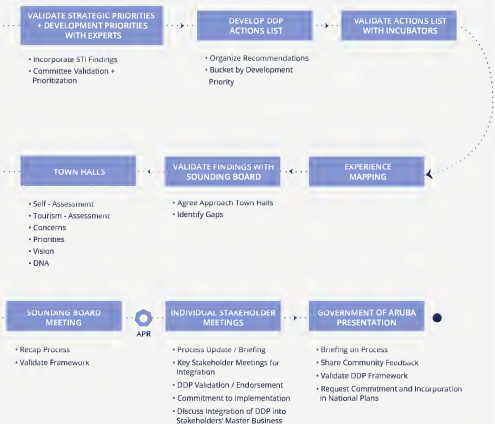 VALIDATE STRATEGIC PRIORITIES
+ DEVELOPMENT PRIORITIES
WITH EXPERTS
• Incorporate STI Findings
• Committee Validation +
Prioritization
DEVELOP DDP
ACTIONS LIST
• Organize Recommendations
• Bucket by Development
Priority
VALIDATE ACTIONS LIST
WITH INCUBATORS
TOWN HALLS
• Self - Assessment
• Tourism - Assessment
• Concerns
• Priorities
• Vision
• DNA
VALIDATE FINDINGS WITH
SOUNDING BOARD
• Agree Approach Town Halls
• Identify Gaps
EXPERIENCE
MAPPING
SOUNDING BOARD
MEETING
• Recap Process
• Validate Framework
APR
INDIVIDUAL STAKEHOLDER
MEETINGS
• Process Update / Briefing
• Key Stakeholder Meetings for
Integration
• DDP Validation / Endorsement
• Commitment to Implementation
• Discuss Integration of DDP into
Stakeholders' Master Business
GOVERNMENT OF ARUBA
PRESENTATION
• Briefing on Process
• Share Community Feedback
• Validate DDP Framework
• Request Commitment and Incorporation
in National Plans